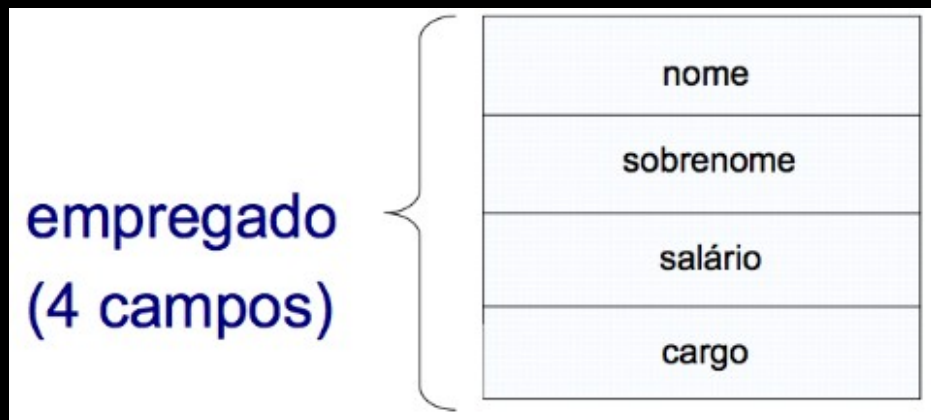 empregado
(4 campos)
nome
sobrenome
salário
cargo